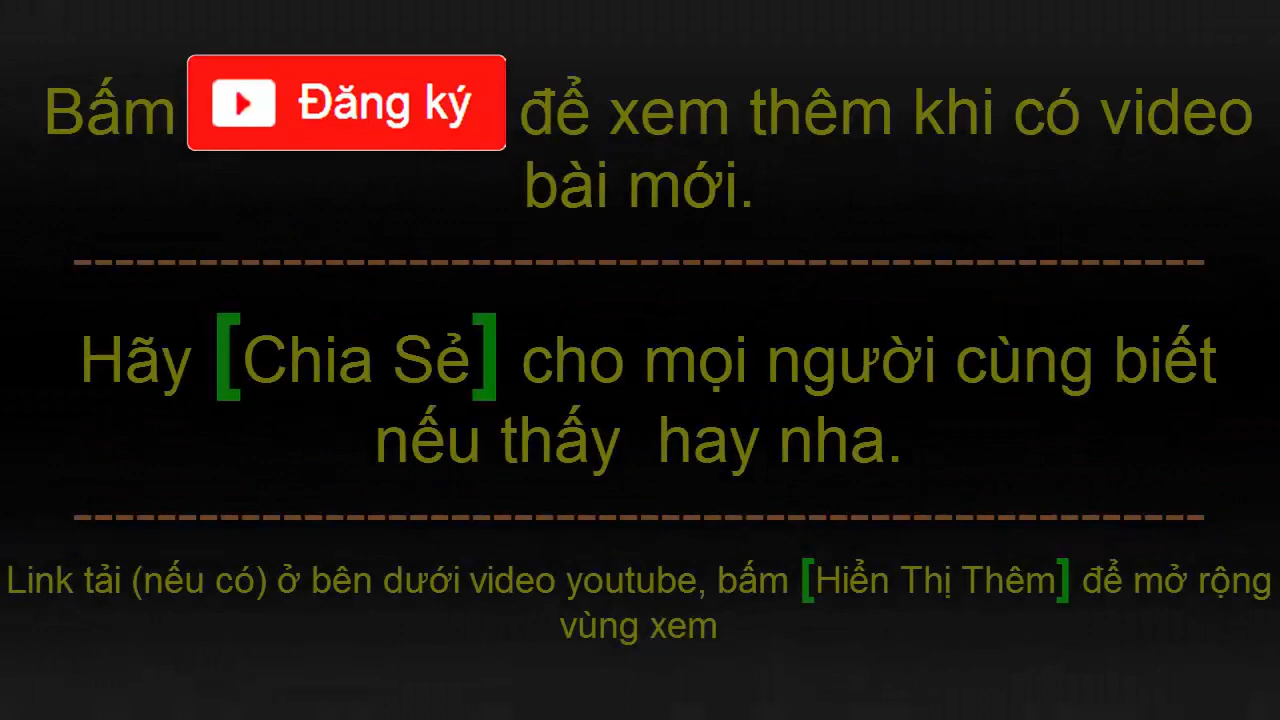 Bấm Đăng ký để xem thêm khi có video
bài mới.
------------------------------------------------------
Hãy [Chia Sẻ] cho mọi người cùng biết
nếu thấy hay nha.
------------------------------------------------------
Link tải (nếu có) ở bên dưới video youtube, bấm [Hiển Thị Thêm] để mở rộng
vùng xem